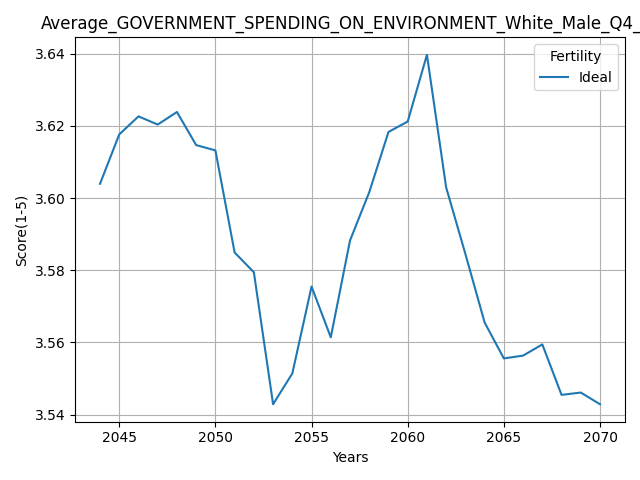 Average_GOVERNMENT_SPENDING_ON_ENVIRONMENT_White_Male_Q4_
Fertility
Ideal
3.64
3.62
3.60
3.58
3.56
3.54
Score(1-5)
2045 2050 2055 2060 2065 2070
Years